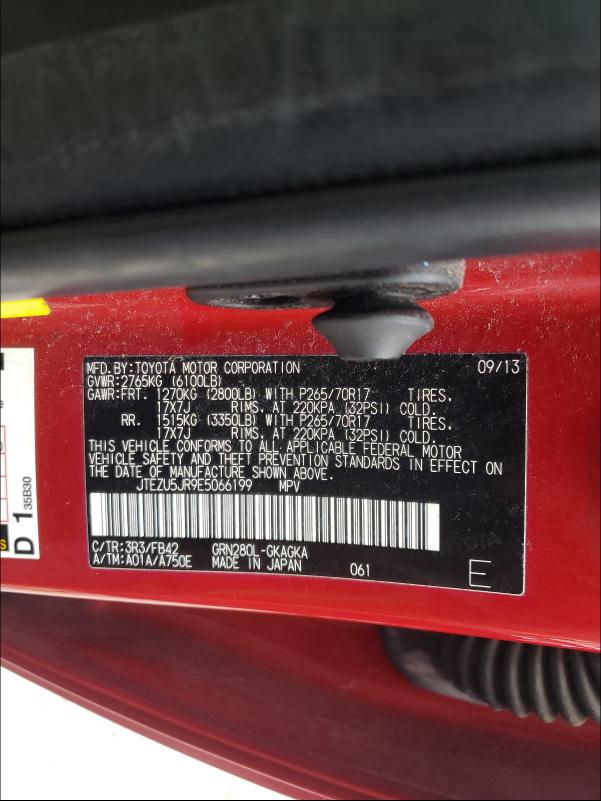 MFD.BY:TOYOTA MOTOR CORPORATION 09/13
GVWR:2765KG (6100LB)
GAWR:FRT. 1270KG (2800LB) WITH P265/70R17 TIRES,
17X7J RIMS, AT 220KPA (32PSI) COLD.
RR. 1515KG (3350LB) WITH P265/70R17 TIRES,
17X7J RIMS, AT 220KPA (32PSI) COLD.
THIS VEHICLE CONFORMS TO ALL APPLICABLE FEDERAL MOTOR
VEHICLE SAFETY AND THEFT PREVENTION STANDARDS IN EFFECT ON
THE DATE OF MANUFACTURE SHOWN ABOVE.
JTEZU5JR9E5066199 MPV
C/TR:3R3/FB42 GRN280L-GKAGKA
A/TM:A01A/A750E MADE IN JAPAN 061 E
D 135B30